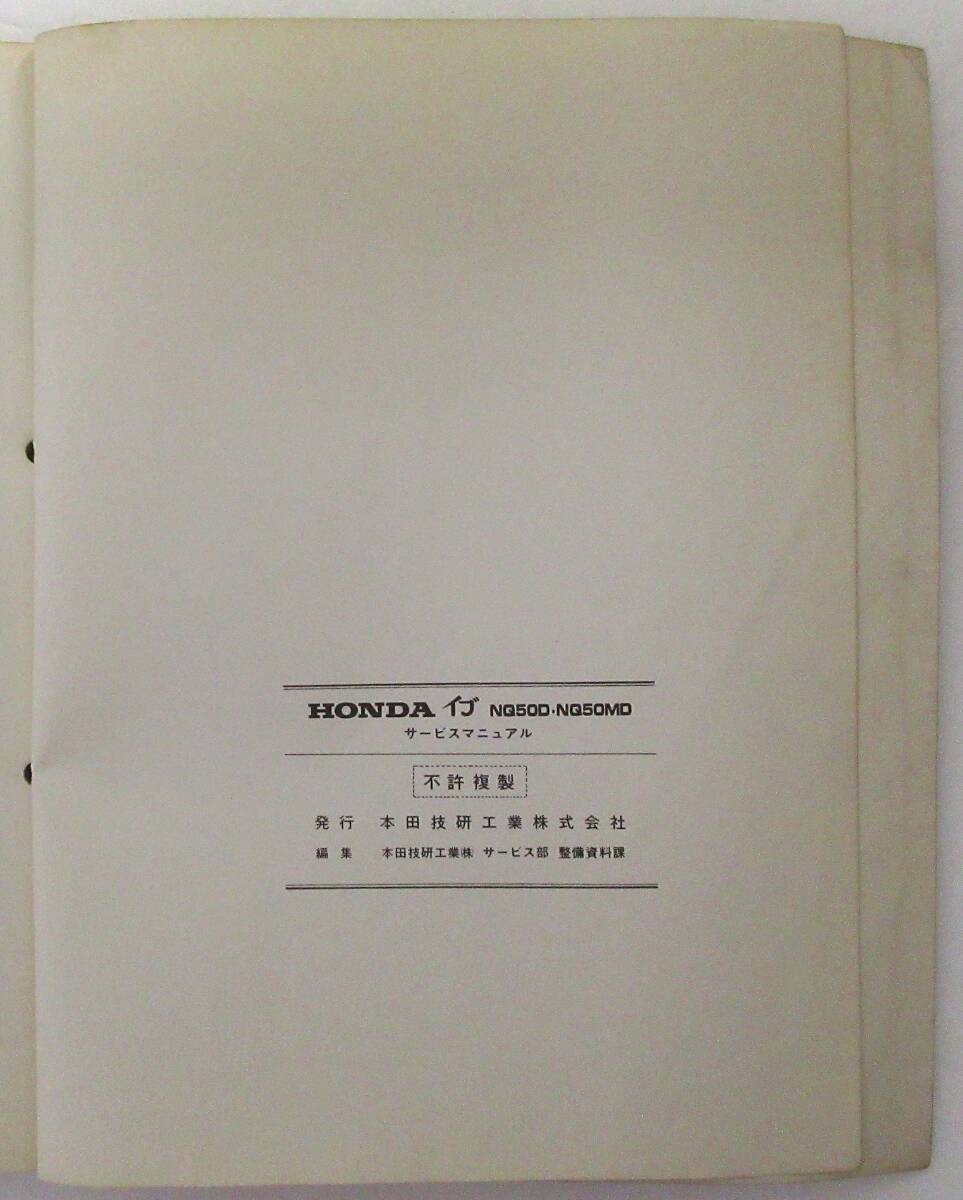 HONDA イブ NQ50D・NQ50MD
サービスマニュアル
不許複製
発行 本田技研工業株式会社
編集 本田技研工業㈱ サービス部 整備資料課